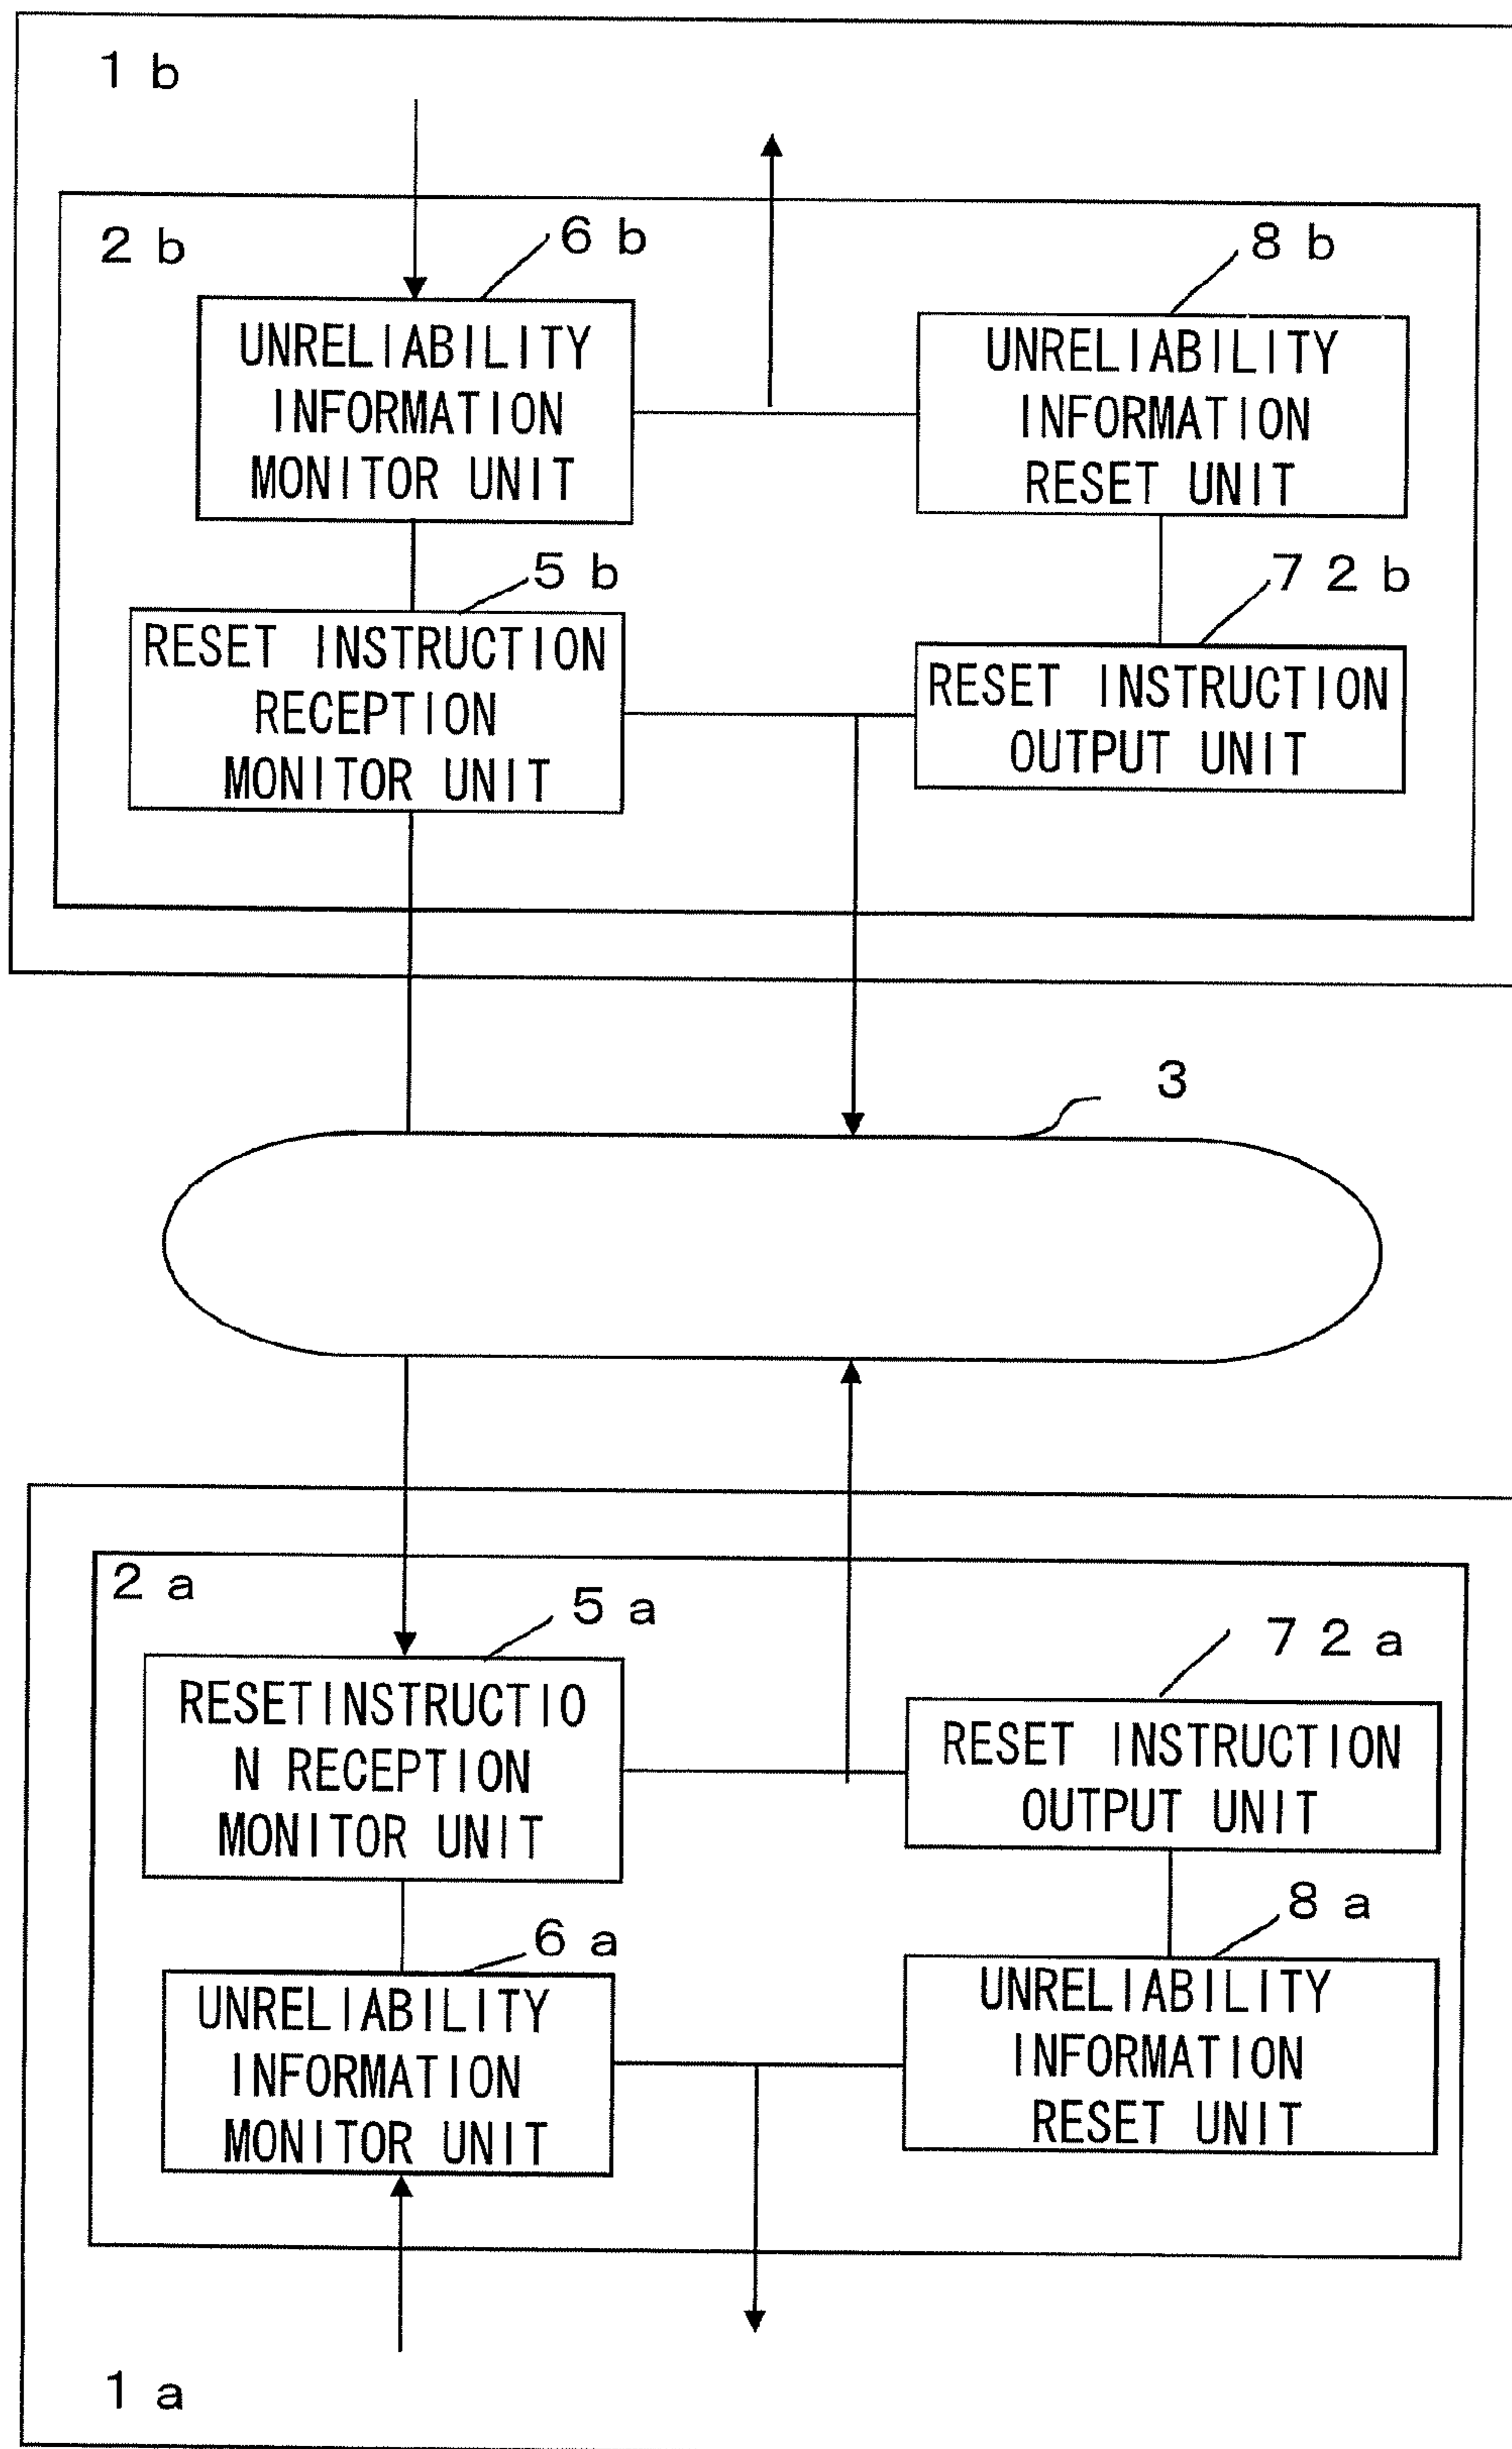 1 b
2 b
6 b
8 b
UNRELIABILITY
INFORMATION
MONITOR UNIT
UNRELIABILITY
INFORMATION
RESET UNIT
5 b
7 2 b
RESET INSTRUCTION
RECEPTION
MONITOR UNIT
RESET INSTRUCTION
OUTPUT UNIT
3
2 a
5 a
7 2 a
RESETINSTRUCTIO
N RECEPTION
MONITOR UNIT
RESET INSTRUCTION
OUTPUT UNIT
6 a
8 a
UNRELIABILITY
INFORMATION
MONITOR UNIT
UNRELIABILITY
INFORMATION
RESET UNIT
1 a